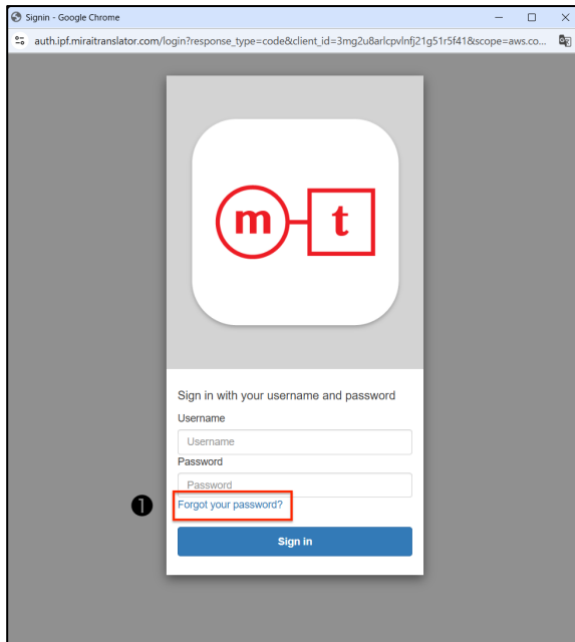 Signin - Google Chrome
auth.ipf.miraitranslator.com/login?response_type=code&client_id=3mg2u8arlcpvlnfj21g51r5f41&scope=aws.co...
m t
Sign in with your username and password
Username
Username
Password
Password
❶ Forgot your password?
Sign in